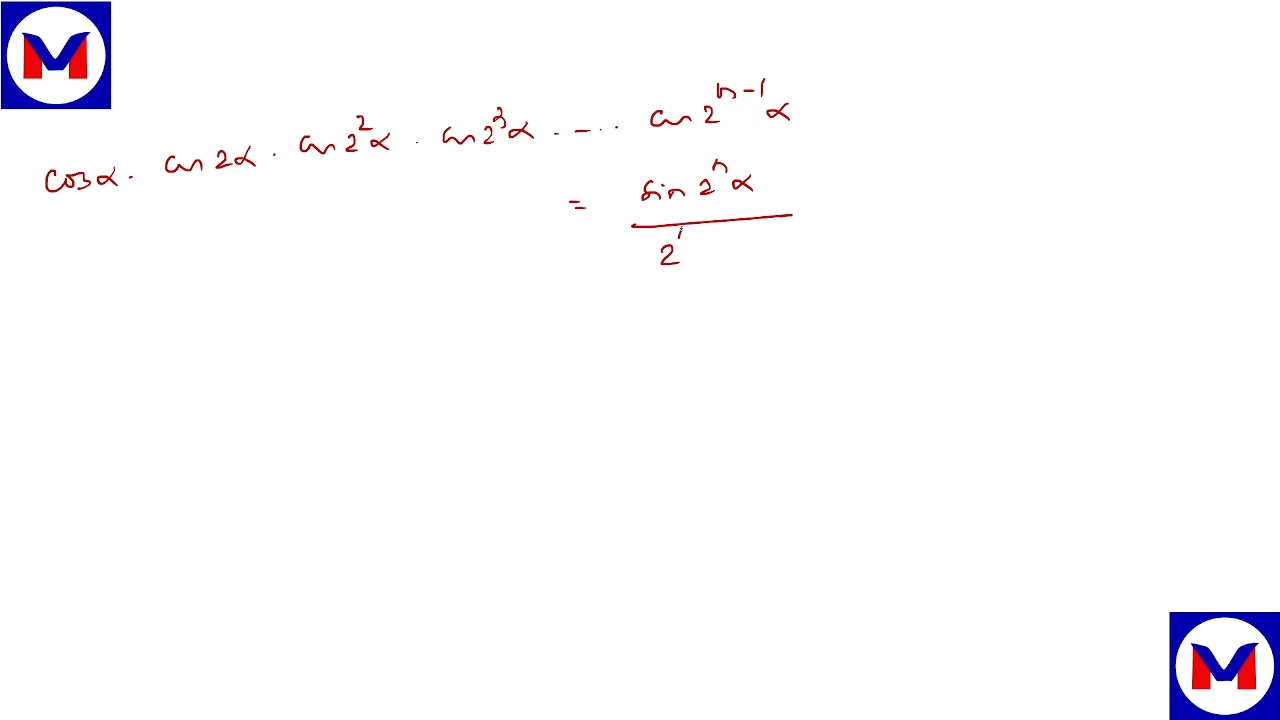 cos α . cos 2α . cos 2²α . cos 2³α . - . . cos 2ⁿ⁻¹ α
= sin 2ⁿ α
2'